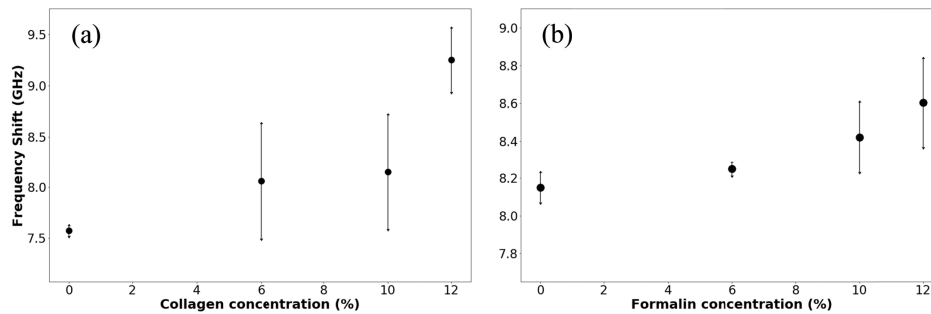 (a)
9.5
9.0
8.5
8.0
7.5
0 2 4 6 8 10 12
Frequency Shift (GHz)
Collagen concentration (%)
(b)
9.0
8.8
8.6
8.4
8.2
8.0
7.8
0 2 4 6 8 10 12
Formalin concentration (%)